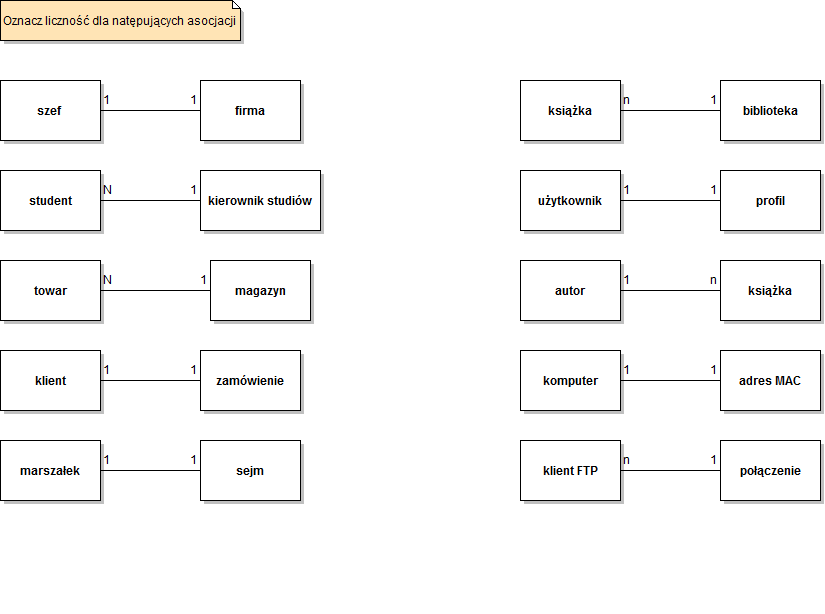 Oznacz liczność dla natępujących asocjacji
szef 1 1 firma
student N 1 kierownik studiów
towar N 1 magazyn
klient 1 1 zamówienie
marszałek 1 1 sejm
książka n 1 biblioteka
użytkownik 1 1 profil
autor 1 n książka
komputer 1 1 adres MAC
klient FTP n 1 połączenie